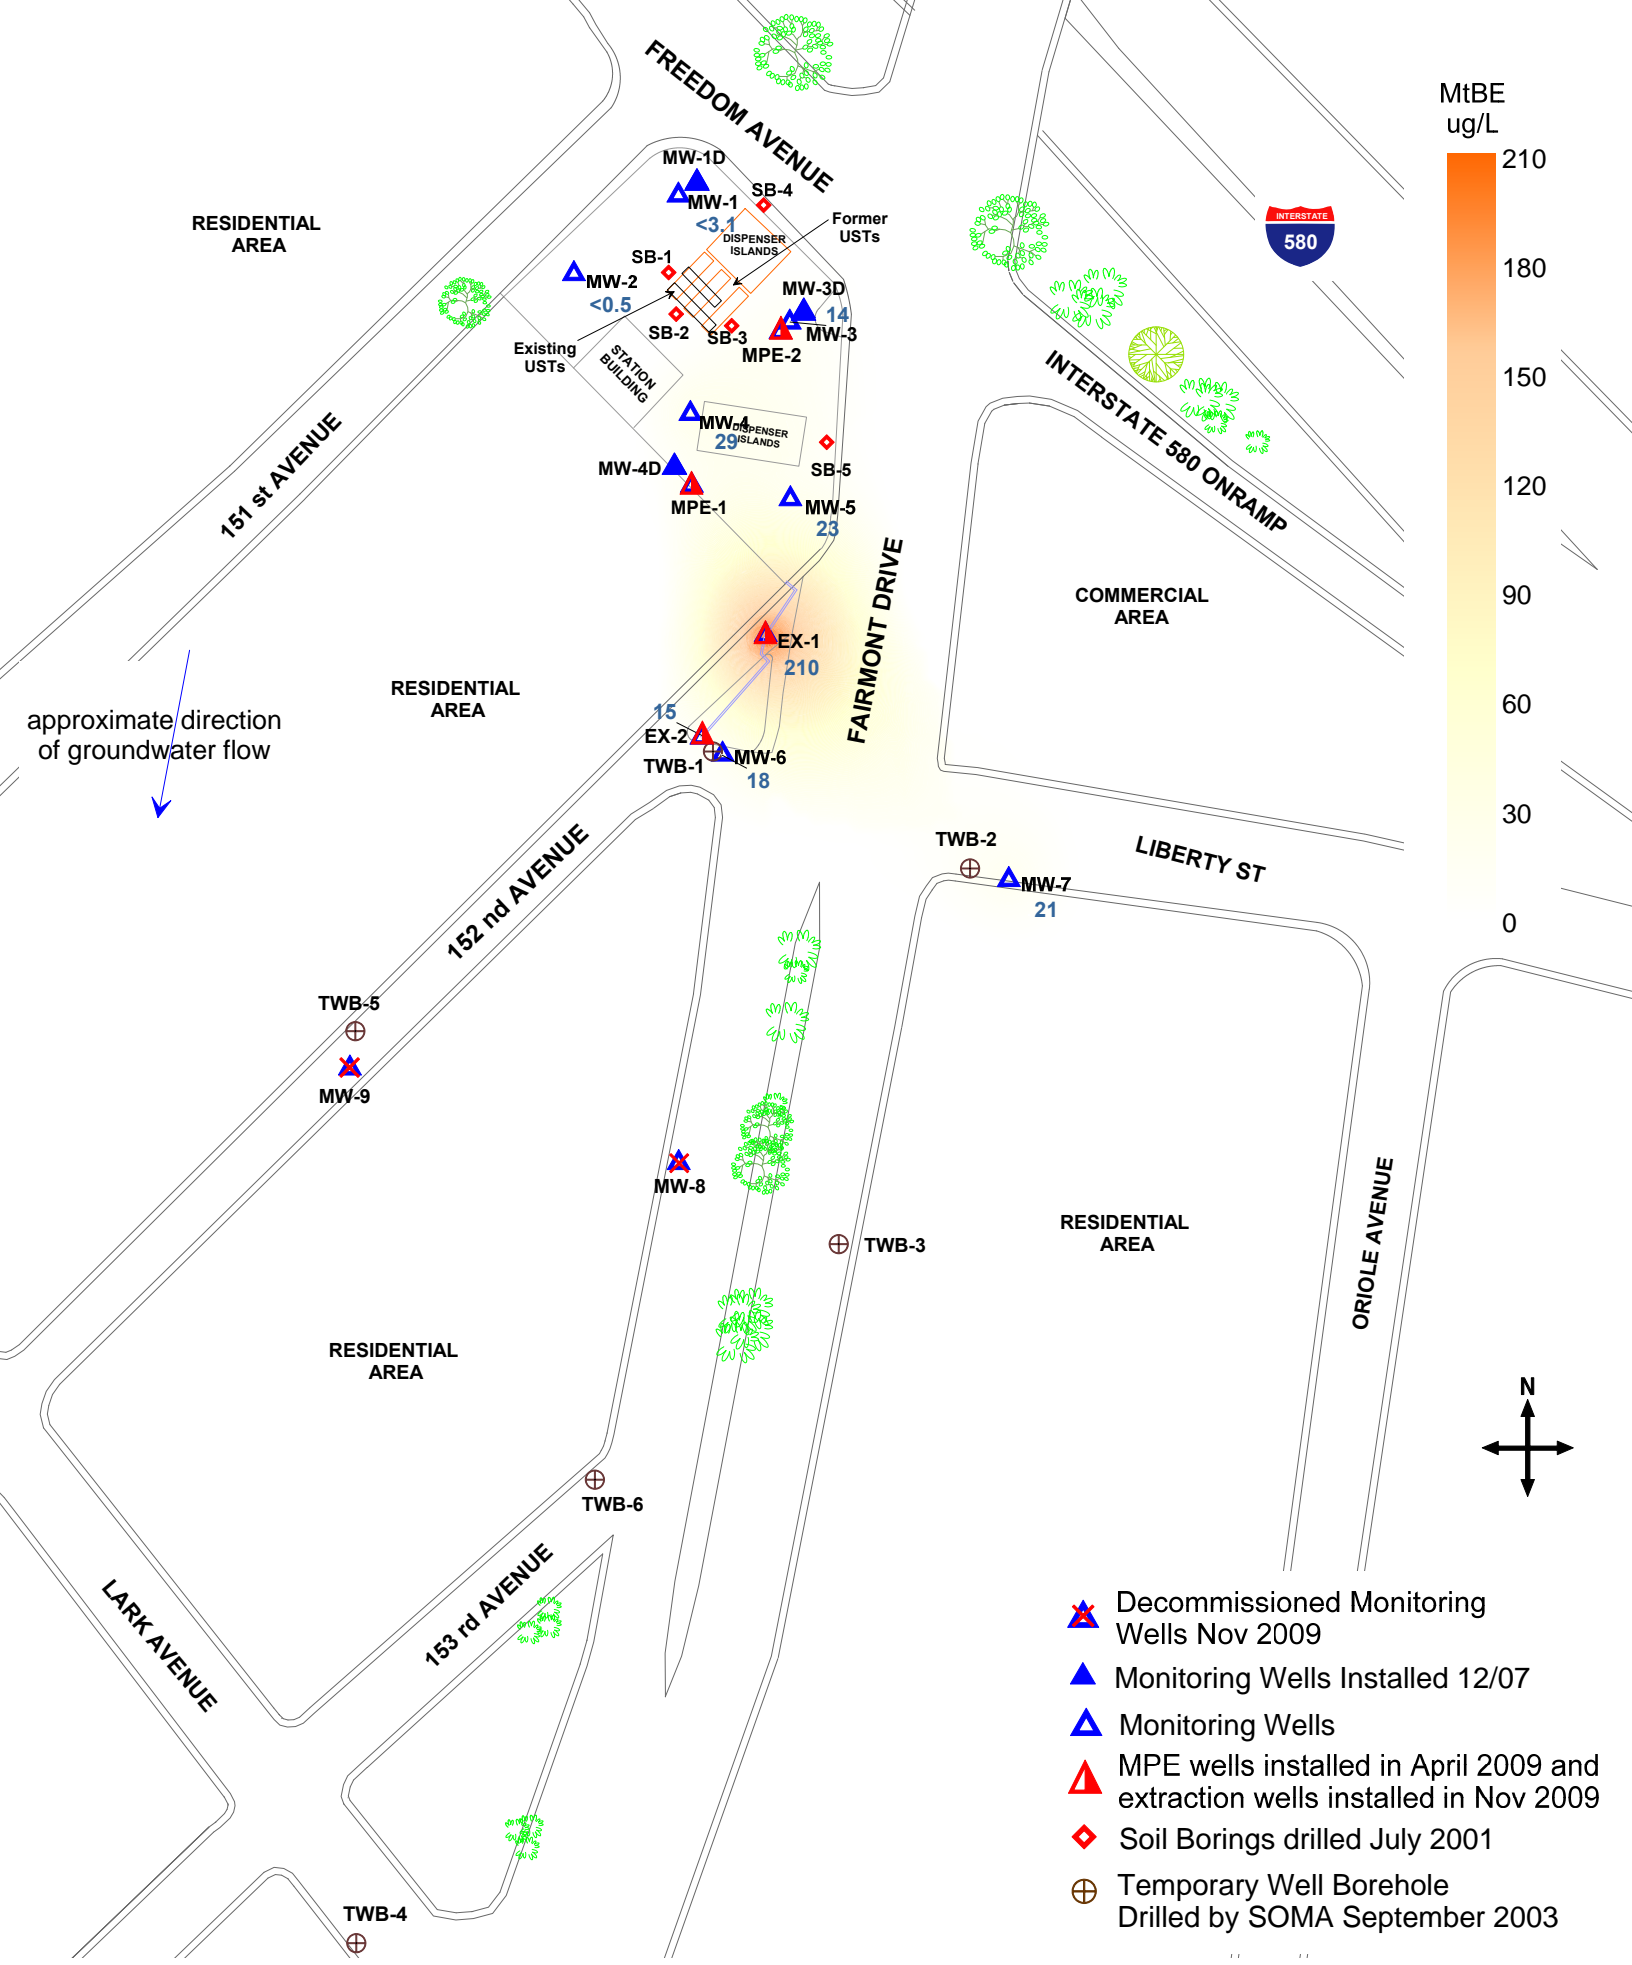 FREEDOM AVENUE
MtBE
ug/L
210
180
150
120
90
60
30
0
MW-1D
MW-1
<3.1
SB-4
Former
USTs
DISPENSER
ISLANDS
RESIDENTIAL
AREA
INTERSTATE
580
SB-1
MW-2
<0.5
MW-3D
14
MW-3
SB-2
SB-3
MPE-2
Existing
USTs
STATION
BUILDING
INTERSTATE 580 ONRAMP
MW-4
29
DISPENSER
ISLANDS
SB-5
MW-4D
MPE-1
MW-5
23
151 st AVENUE
FAIRMONT DRIVE
COMMERCIAL
AREA
EX-1
210
RESIDENTIAL
AREA
approximate direction
of groundwater flow
15
EX-2
TWB-1
MW-6
18
152 nd AVENUE
TWB-2
LIBERTY ST
MW-7
21
TWB-5
MW-9
MW-8
TWB-3
RESIDENTIAL
AREA
ORIOLE AVENUE
RESIDENTIAL
AREA
N
TWB-6
153 rd AVENUE
LARK AVENUE
TWB-4
Decommissioned Monitoring
Wells Nov 2009
Monitoring Wells Installed 12/07
Monitoring Wells
MPE wells installed in April 2009 and
extraction wells installed in Nov 2009
Soil Borings drilled July 2001
Temporary Well Borehole
Drilled by SOMA September 2003